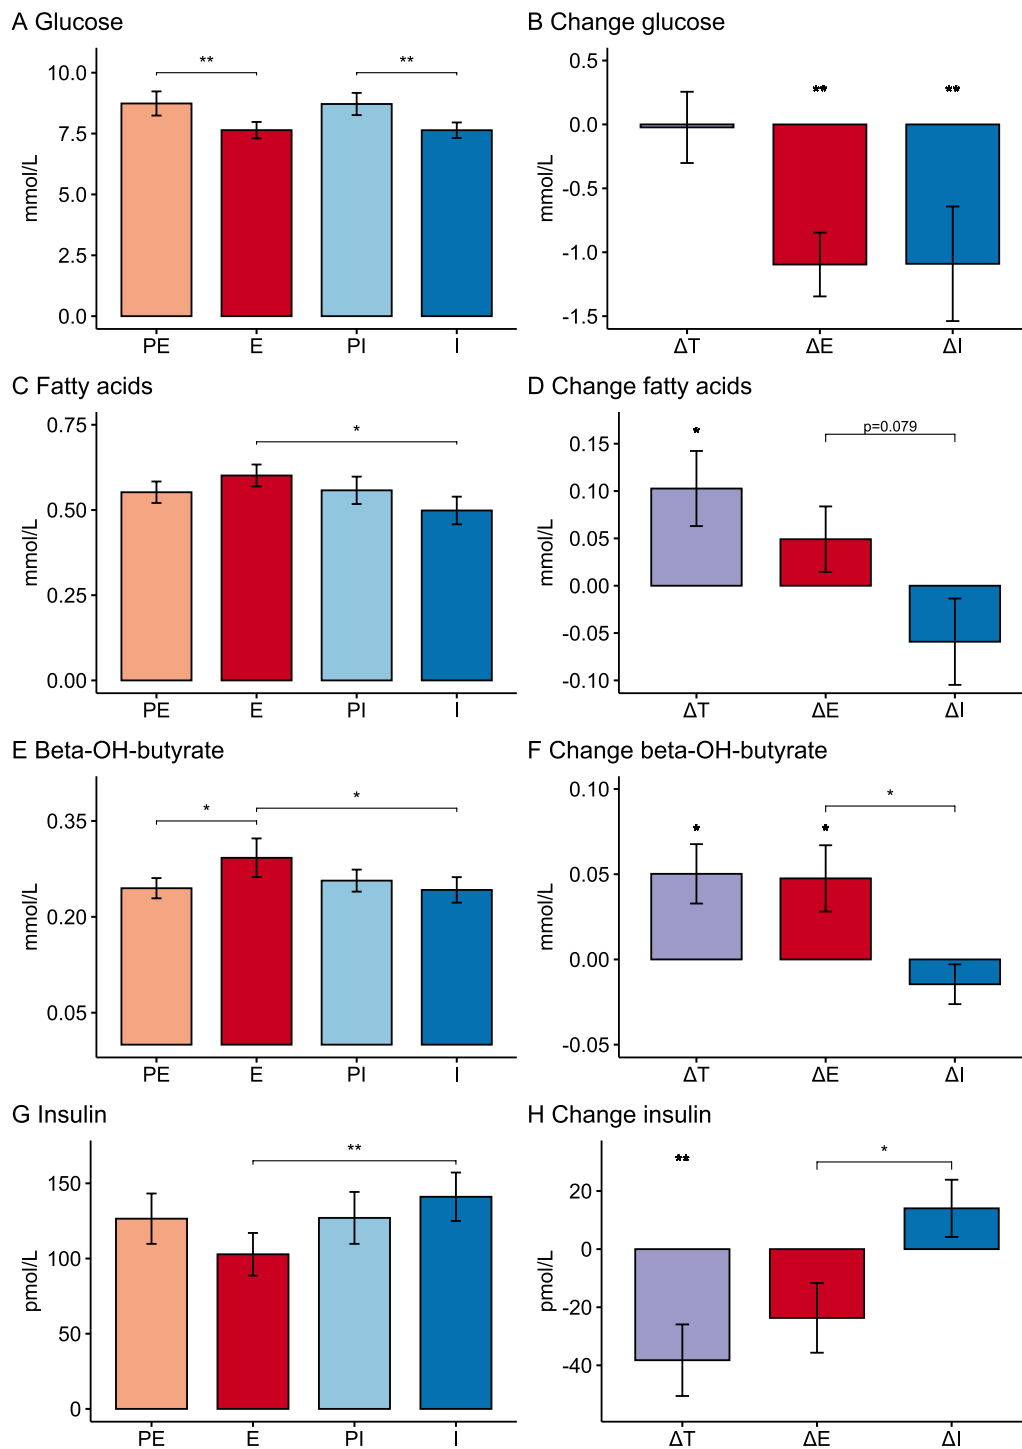 A Glucose
mmol/L
10.0
7.5
5.0
2.5
0.0
**
**
PE
E
PI
I
B Change glucose
mmol/L
0.5
0.0
-0.5
-1.0
-1.5
**
**
ΔT
ΔE
ΔI
C Fatty acids
mmol/L
0.75
0.50
0.25
0.00
*
PE
E
PI
I
D Change fatty acids
mmol/L
0.15
0.10
0.05
0.00
-0.05
-0.10
*
p=0.079
ΔT
ΔE
ΔI
E Beta-OH-butyrate
mmol/L
0.35
0.20
0.05
*
*
PE
E
PI
I
F Change beta-OH-butyrate
mmol/L
0.10
0.05
0.00
-0.05
*
*
*
ΔT
ΔE
ΔI
G Insulin
pmol/L
150
100
50
0
**
PE
E
PI
I
H Change insulin
pmol/L
20
0
-20
-40
**
*
ΔT
ΔE
ΔI